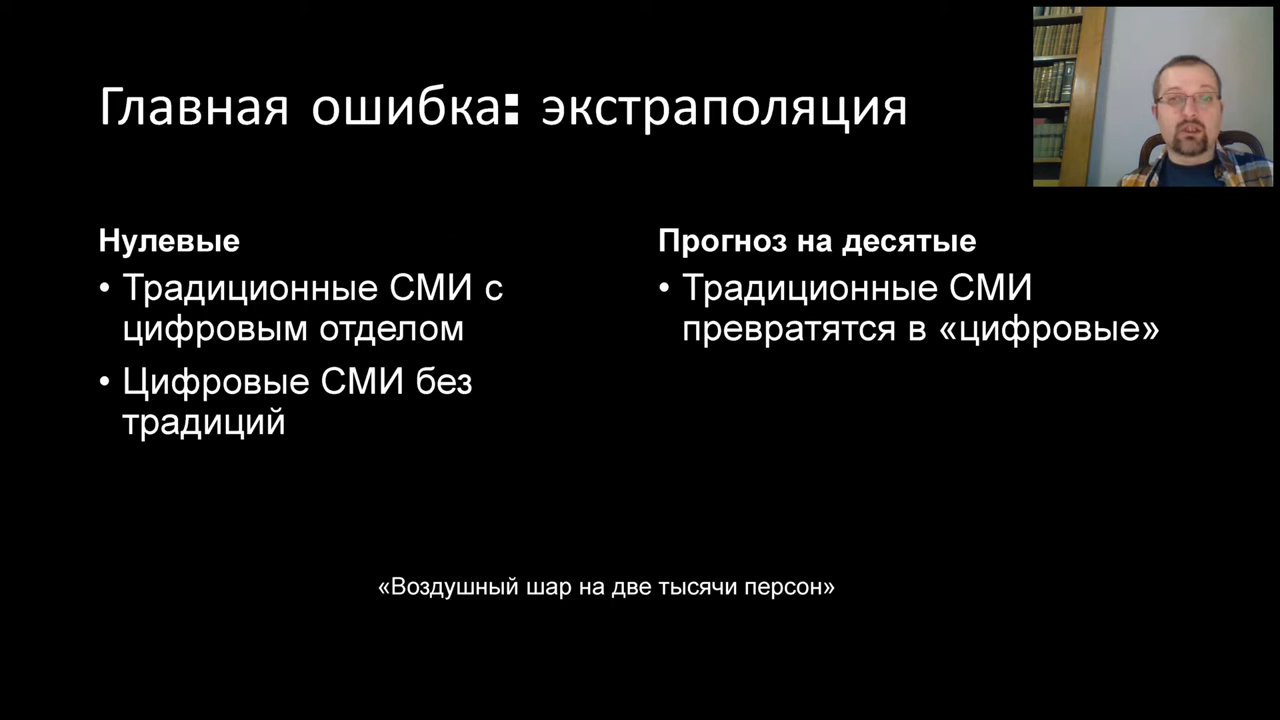 Главная ошибка: экстраполяция
Нулевые
• Традиционные СМИ с
цифровым отделом
• Цифровые СМИ без
традиций
Прогноз на десятые
• Традиционные СМИ
превратятся в «цифровые»
«Воздушный шар на две тысячи персон»